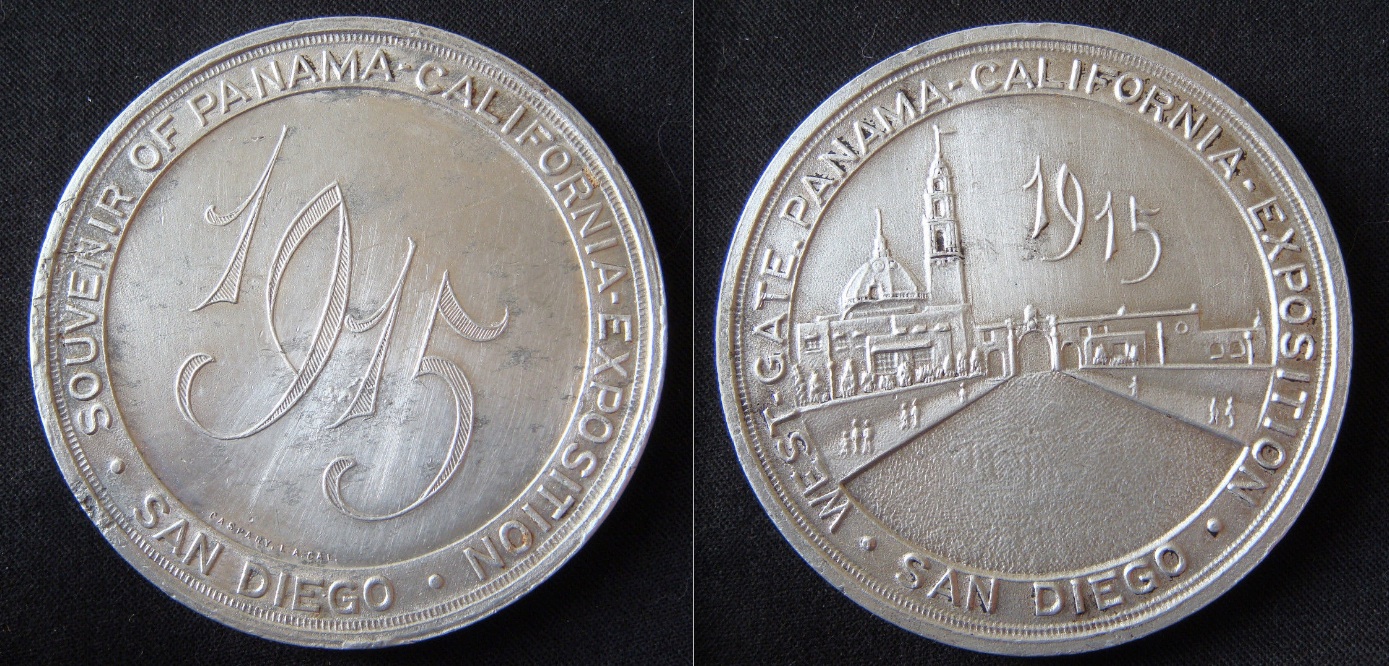 SOUVENIR OF PANAMA-CALIFORNIA-EXPOSITION
1915
• SAN DIEGO •
WEST-GATE. PANAMA-CALIFORNIA-EXPOSITION
1915
• SAN DIEGO •